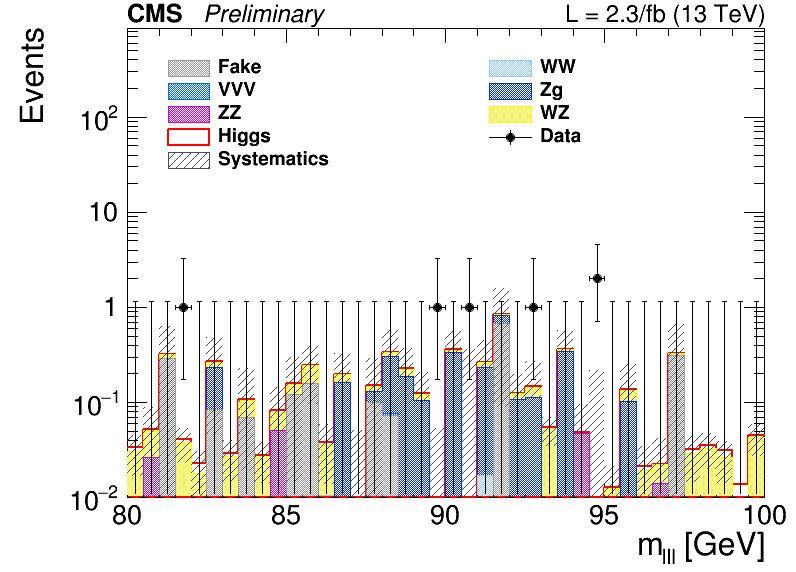 CMS Preliminary L = 2.3/fb (13 TeV)
Events
Fake WW
VVV Zg
ZZ WZ
Higgs Data
Systematics
10²
10
1
10⁻¹
10⁻²
80 85 90 95 100
m_lll [GeV]